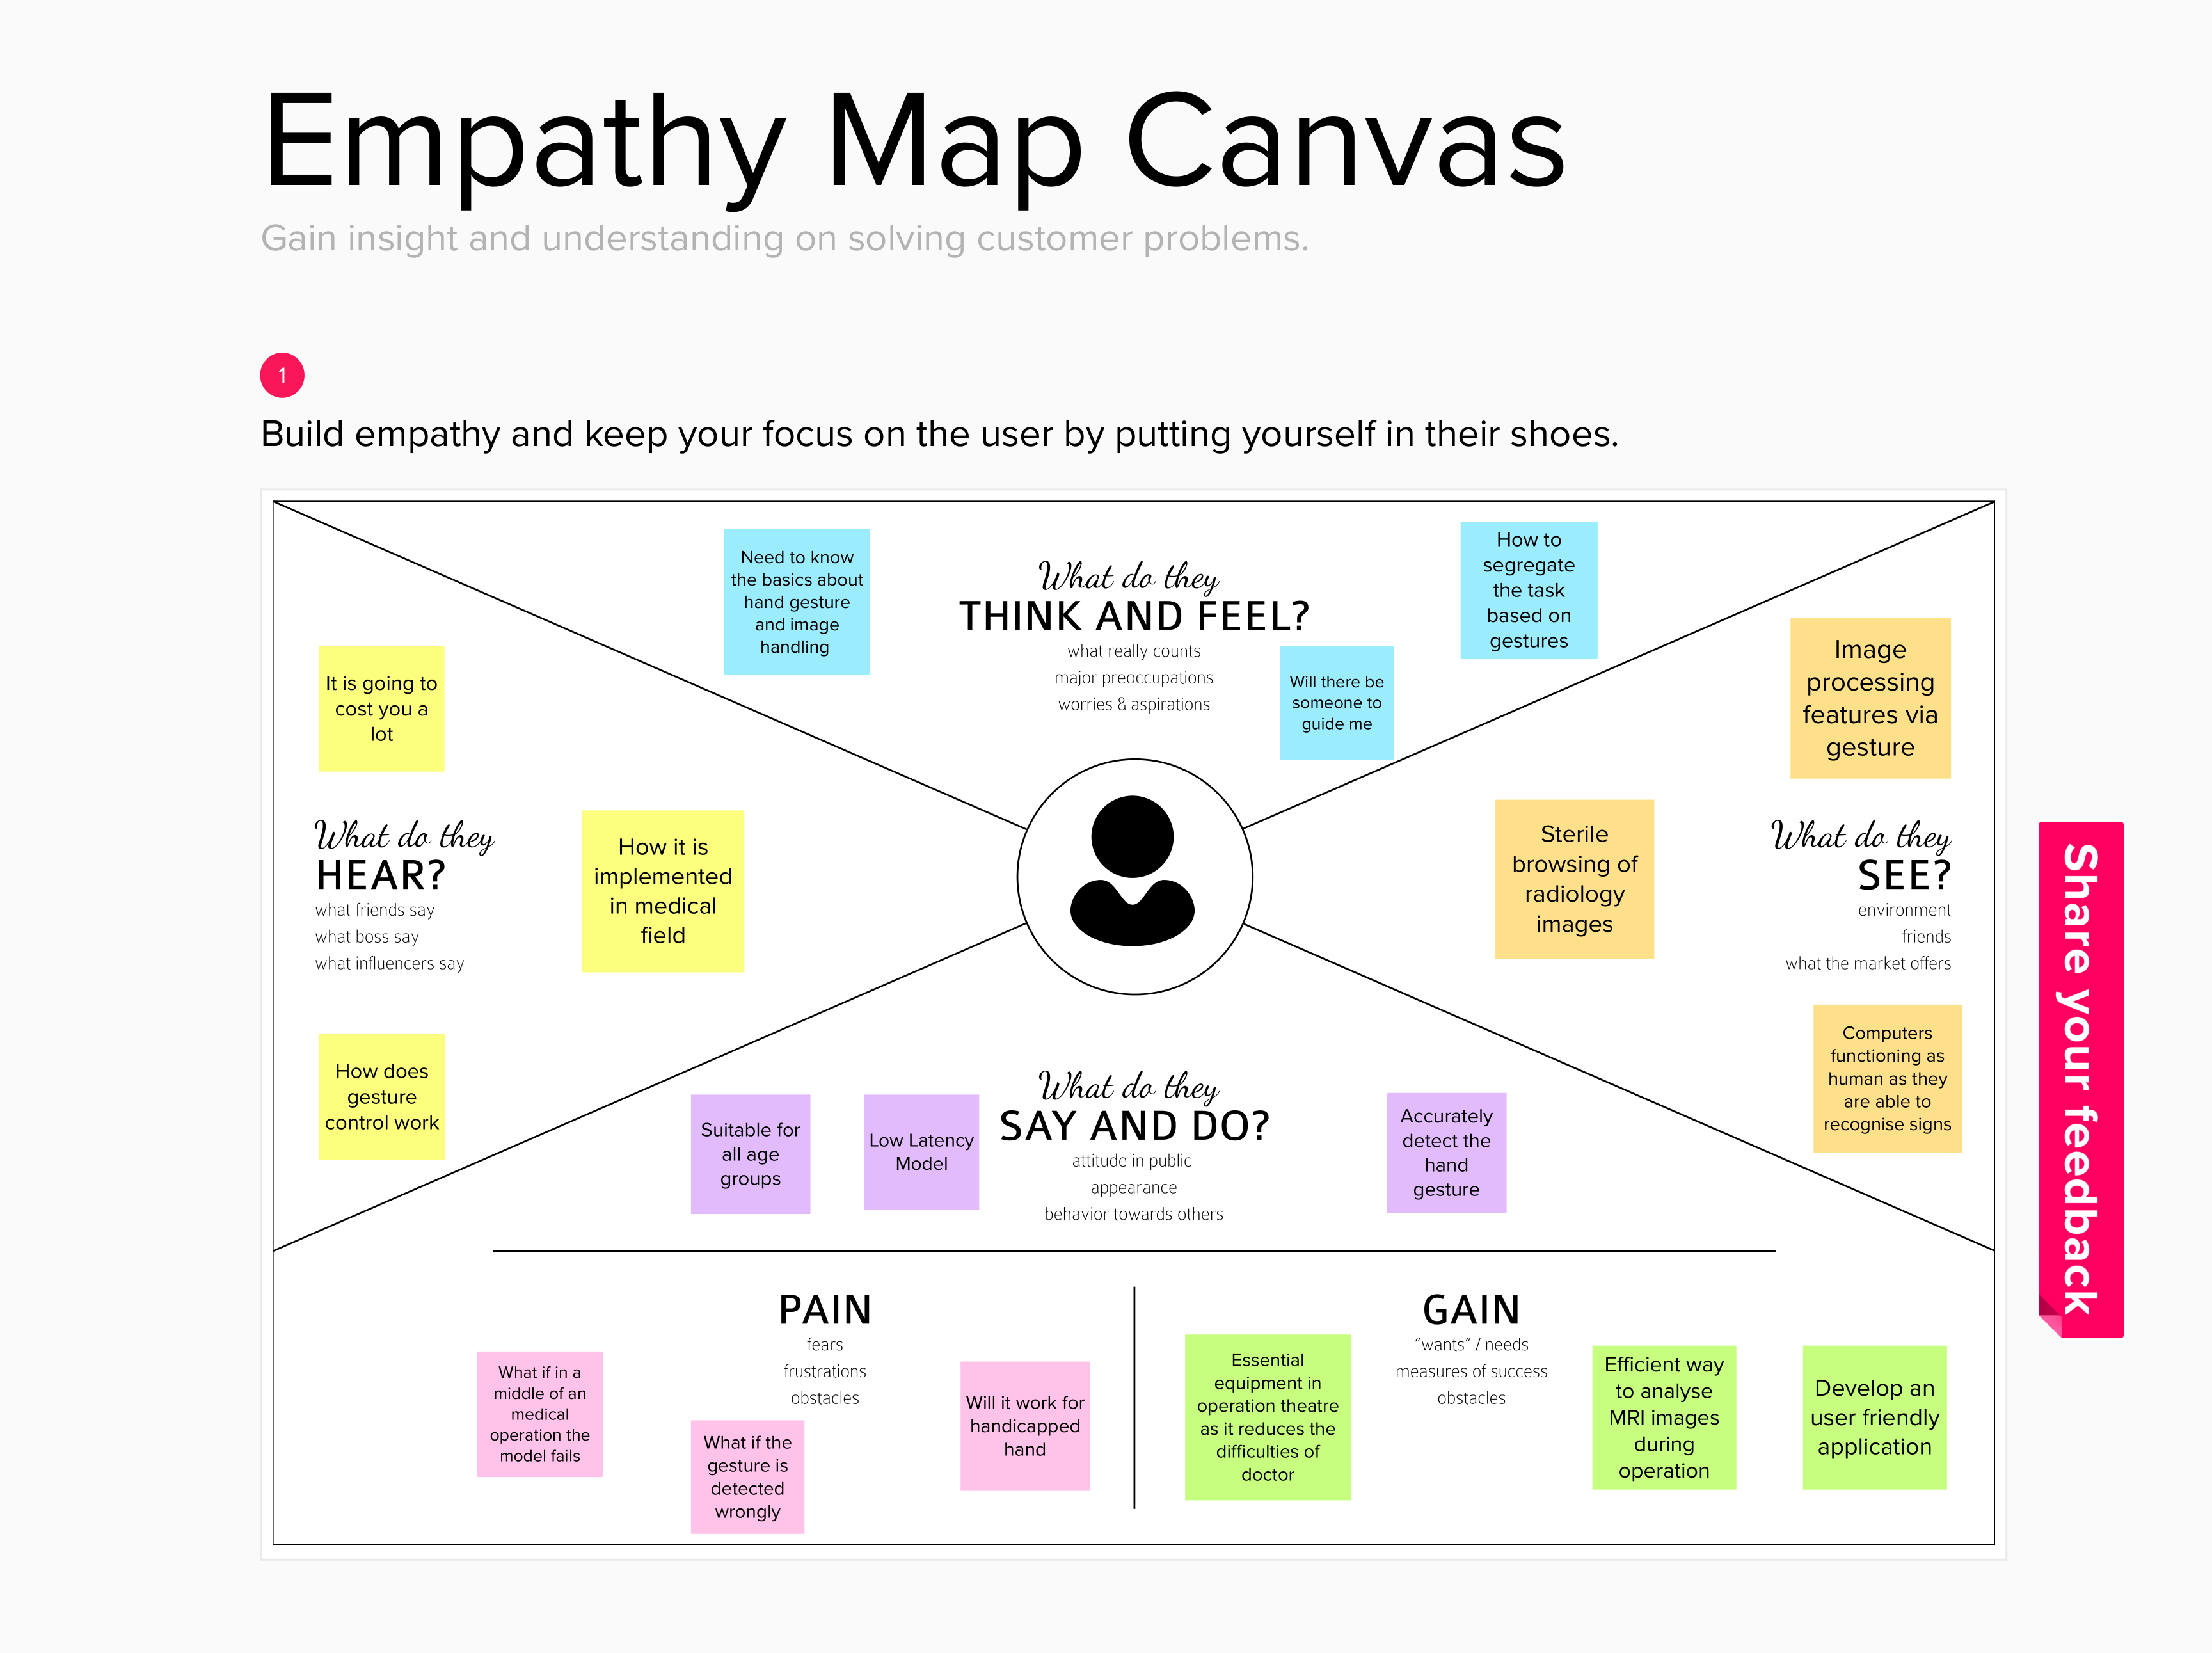 Empathy Map Canvas
Gain insight and understanding on solving customer problems.
1
Build empathy and keep your focus on the user by putting yourself in their shoes.
Need to know
the basics about
hand gesture
and image
handling
What do they
THINK AND FEEL?
what really counts
major preoccupations
worries & aspirations
Will there be
someone to
guide me
How to
segregate
the task
based on
gestures
It is going to
cost you a
lot
What do they
HEAR?
what friends say
what boss say
what influencers say
How it is
implemented
in medical
field
How does
gesture
control work
Image
processing
features via
gesture
Sterile
browsing of
radiology
images
What do they
SEE?
environment
friends
what the market offers
Computers
functioning as
human as they
are able to
recognise signs
Suitable for
all age
groups
Low Latency
Model
What do they
SAY AND DO?
attitude in public
appearance
behavior towards others
Accurately
detect the
hand
gesture
PAIN
fears
frustrations
obstacles
What if in a
middle of an
medical
operation the
model fails
What if the
gesture is
detected
wrongly
Will it work for
handicapped
hand
GAIN
“wants” / needs
measures of success
obstacles
Essential
equipment in
operation theatre
as it reduces the
difficulties of
doctor
Efficient way
to analyse
MRI images
during
operation
Develop an
user friendly
application
Share your feedback